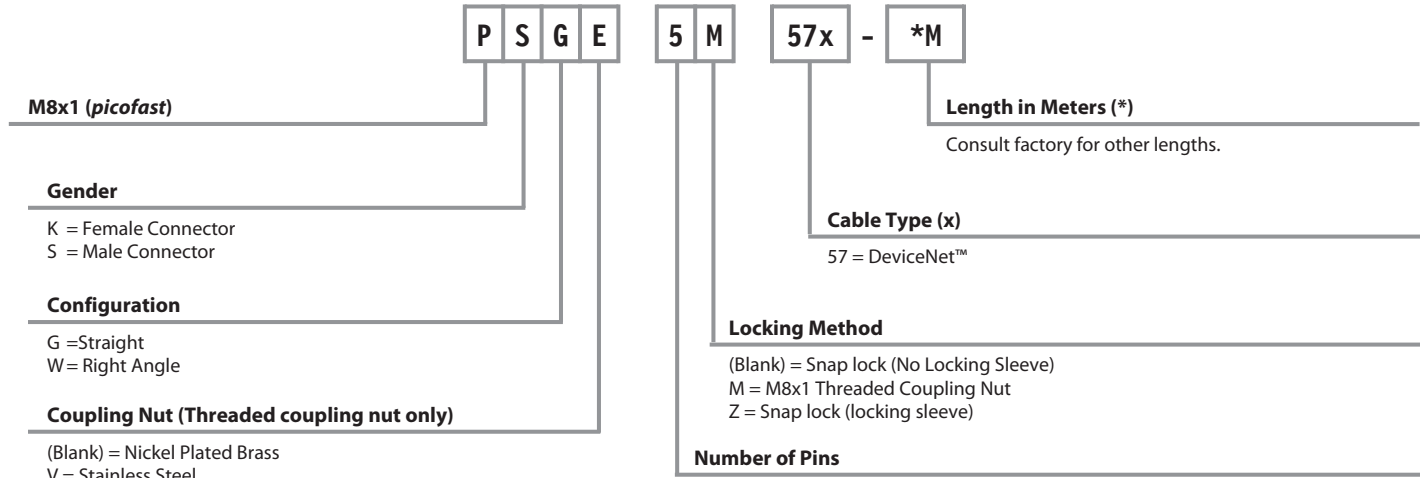 P S G E 5 M 57x - *M
M8x1 (picofast)
Length in Meters (*)
Consult factory for other lengths.
Gender
K = Female Connector
S = Male Connector
Cable Type (x)
57 = DeviceNet™
Configuration
G =Straight
W = Right Angle
Locking Method
(Blank) = Snap lock (No Locking Sleeve)
M = M8x1 Threaded Coupling Nut
Z = Snap lock (locking sleeve)
Coupling Nut (Threaded coupling nut only)
(Blank) = Nickel Plated Brass
V = Stainless Steel
Number of Pins